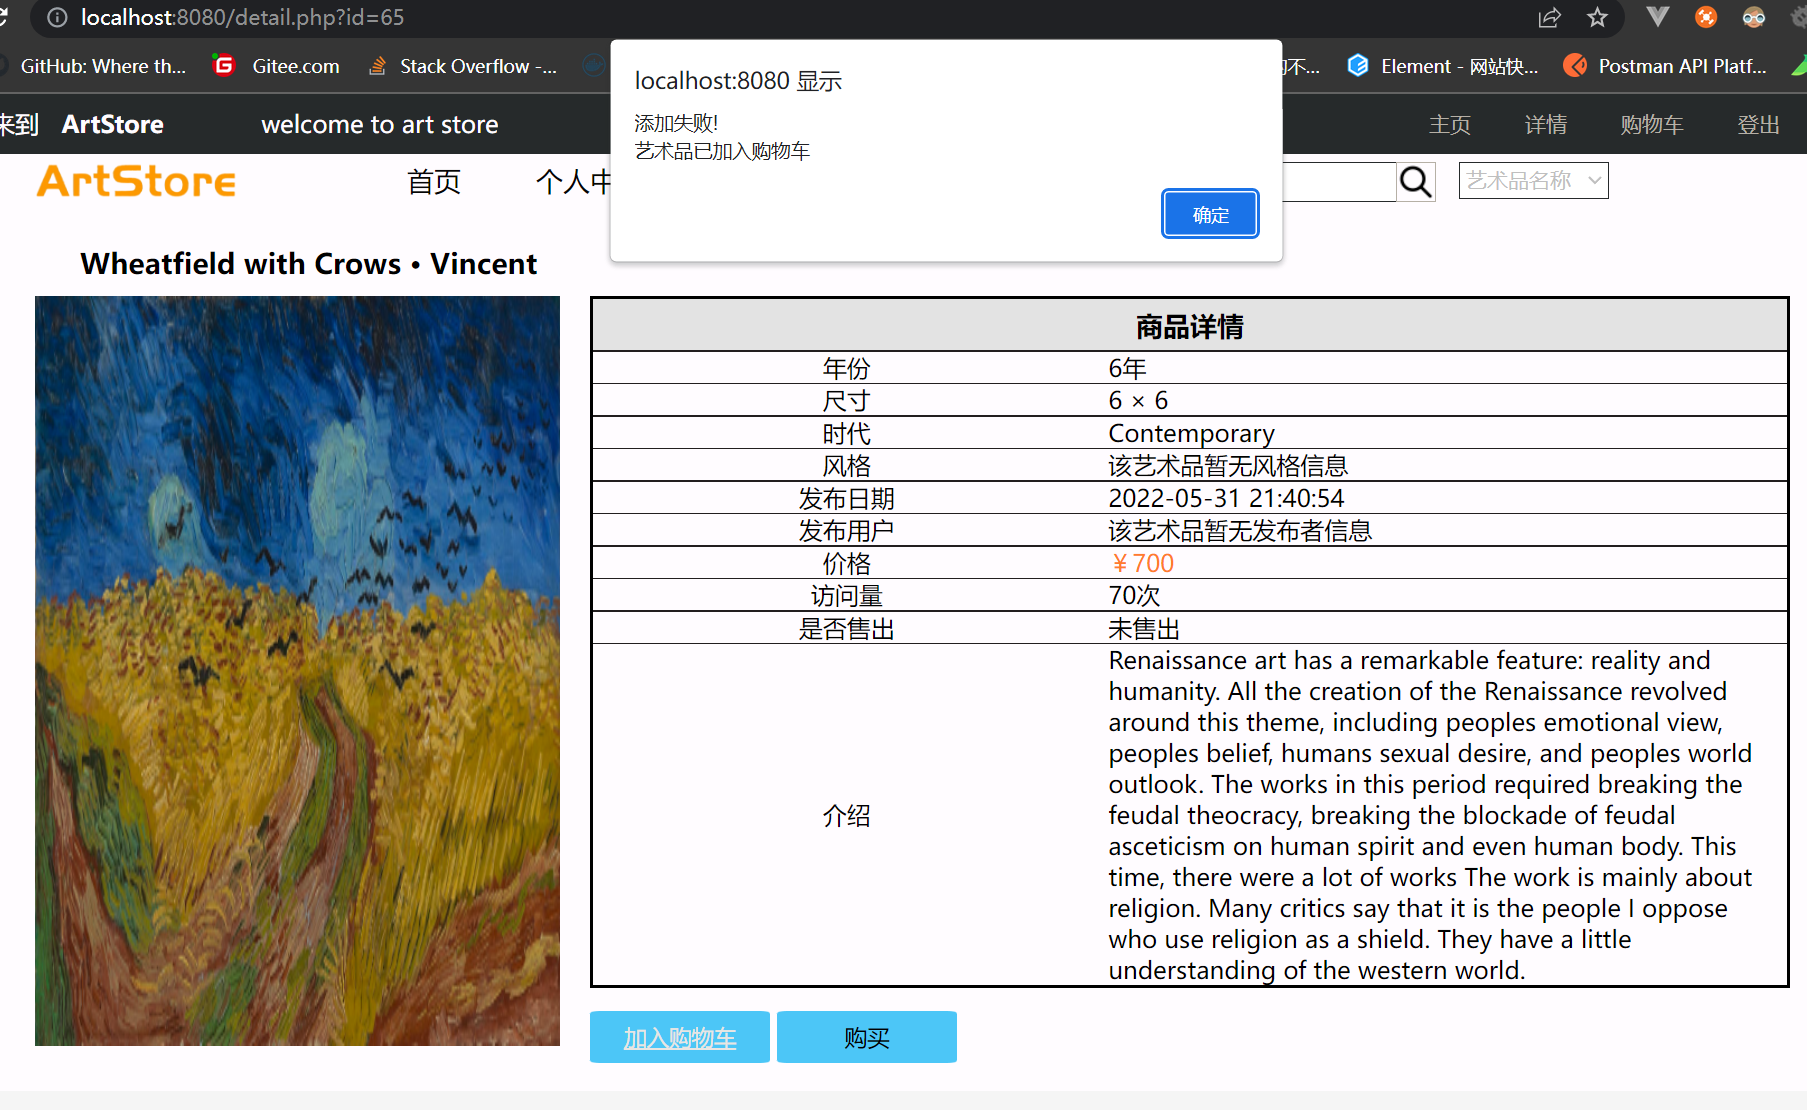 localhost:8080/detail.php?id=65
GitHub: Where th...
Gitee.com
Stack Overflow -...
不...
Element - 网站快...
Postman API Platf...
localhost:8080 显示
添加失败!
艺术品已加入购物车
确定
来到 ArtStore
welcome to art store
主页
详情
购物车
登出
ArtStore
首页
个人中
艺术品名称
Wheatfield with Crows • Vincent
商品详情
年份 6年
尺寸 6 × 6
时代 Contemporary
风格 该艺术品暂无风格信息
发布日期 2022-05-31 21:40:54
发布用户 该艺术品暂无发布者信息
价格 ￥700
访问量 70次
是否售出 未售出
介绍
Renaissance art has a remarkable feature: reality and
humanity. All the creation of the Renaissance revolved
around this theme, including peoples emotional view,
peoples belief, humans sexual desire, and peoples world
outlook. The works in this period required breaking the
feudal theocracy, breaking the blockade of feudal
asceticism on human spirit and even human body. This
time, there were a lot of works The work is mainly about
religion. Many critics say that it is the people I oppose
who use religion as a shield. They have a little
understanding of the western world.
加入购物车
购买